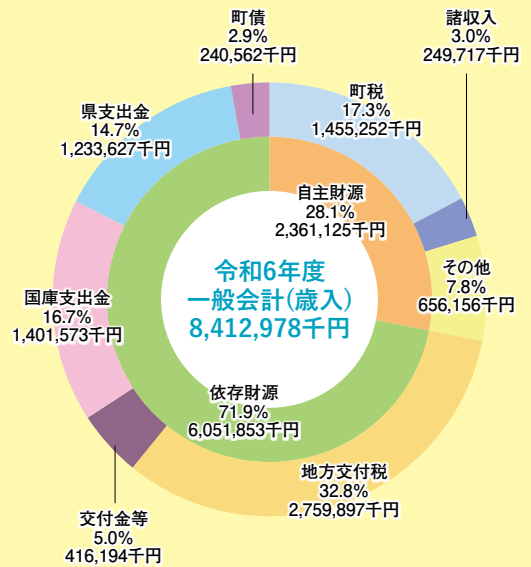 町債
2.9%
240,562千円
諸収入
3.0%
249,717千円
町税
17.3%
1,455,252千円
県支出金
14.7%
1,233,627千円
自主財源
28.1%
2,361,125千円
令和6年度
一般会計(歳入)
8,412,978千円
その他
7.8%
656,156千円
国庫支出金
16.7%
1,401,573千円
依存財源
71.9%
6,051,853千円
地方交付税
32.8%
2,759,897千円
交付金等
5.0%
416,194千円